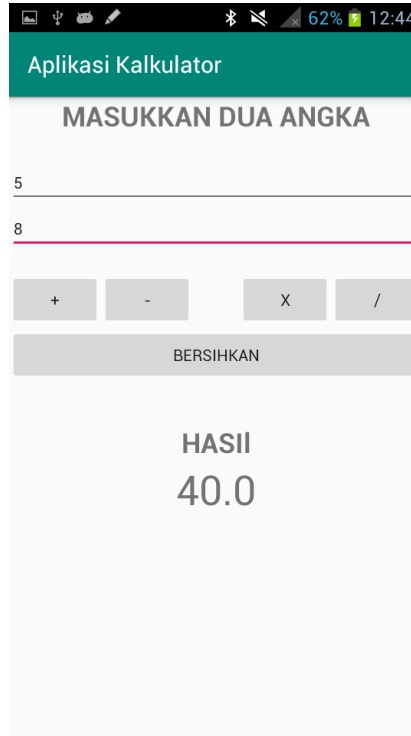 62% 12:44
Aplikasi Kalkulator
MASUKKAN DUA ANGKA
5
8
+ - X /
BERSIHKAN
HASIl
40.0